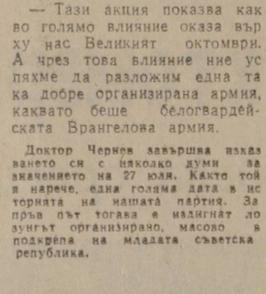 — Тази акция показва как
во голямо влияние оказа вър
ху нас Великият октомври.
А чрез това влияние ние ус
пяхме да разложим една та
ка добре организирана армия,
каквато беше белогвардей-
ската Врангелова армия.
Доктор Чернев завършва изказ
ването си с няколко думи за
значението на 27 юли. Както той
я нарече, една голяма дата в ис
торията на нашата партия. За
пръв път тогава е издигнат ло
зунгът организирано, масово в
подкрепа на младата съветска
република.